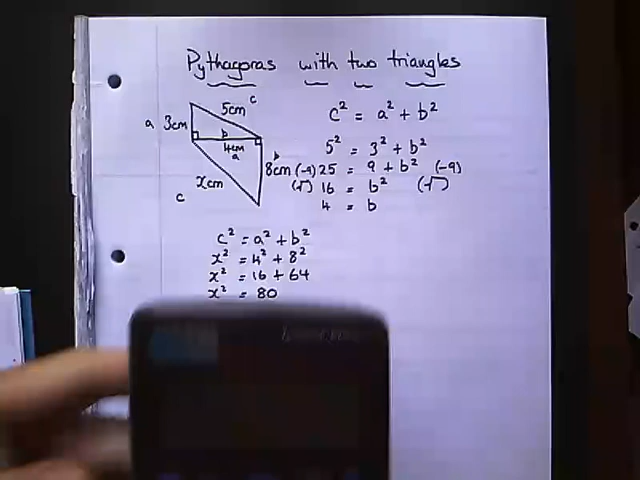 Pythagoras with two triangles
c
5cm
a 3cm
b
4cm
a
b
8cm
xcm
c
c² = a² + b²
5² = 3² + b²
(-9) 25 = 9 + b² (-9)
(√) 16 = b² (√)
4 = b
c² = a² + b²
x² = 4² + 8²
x² = 16 + 64
x² = 80